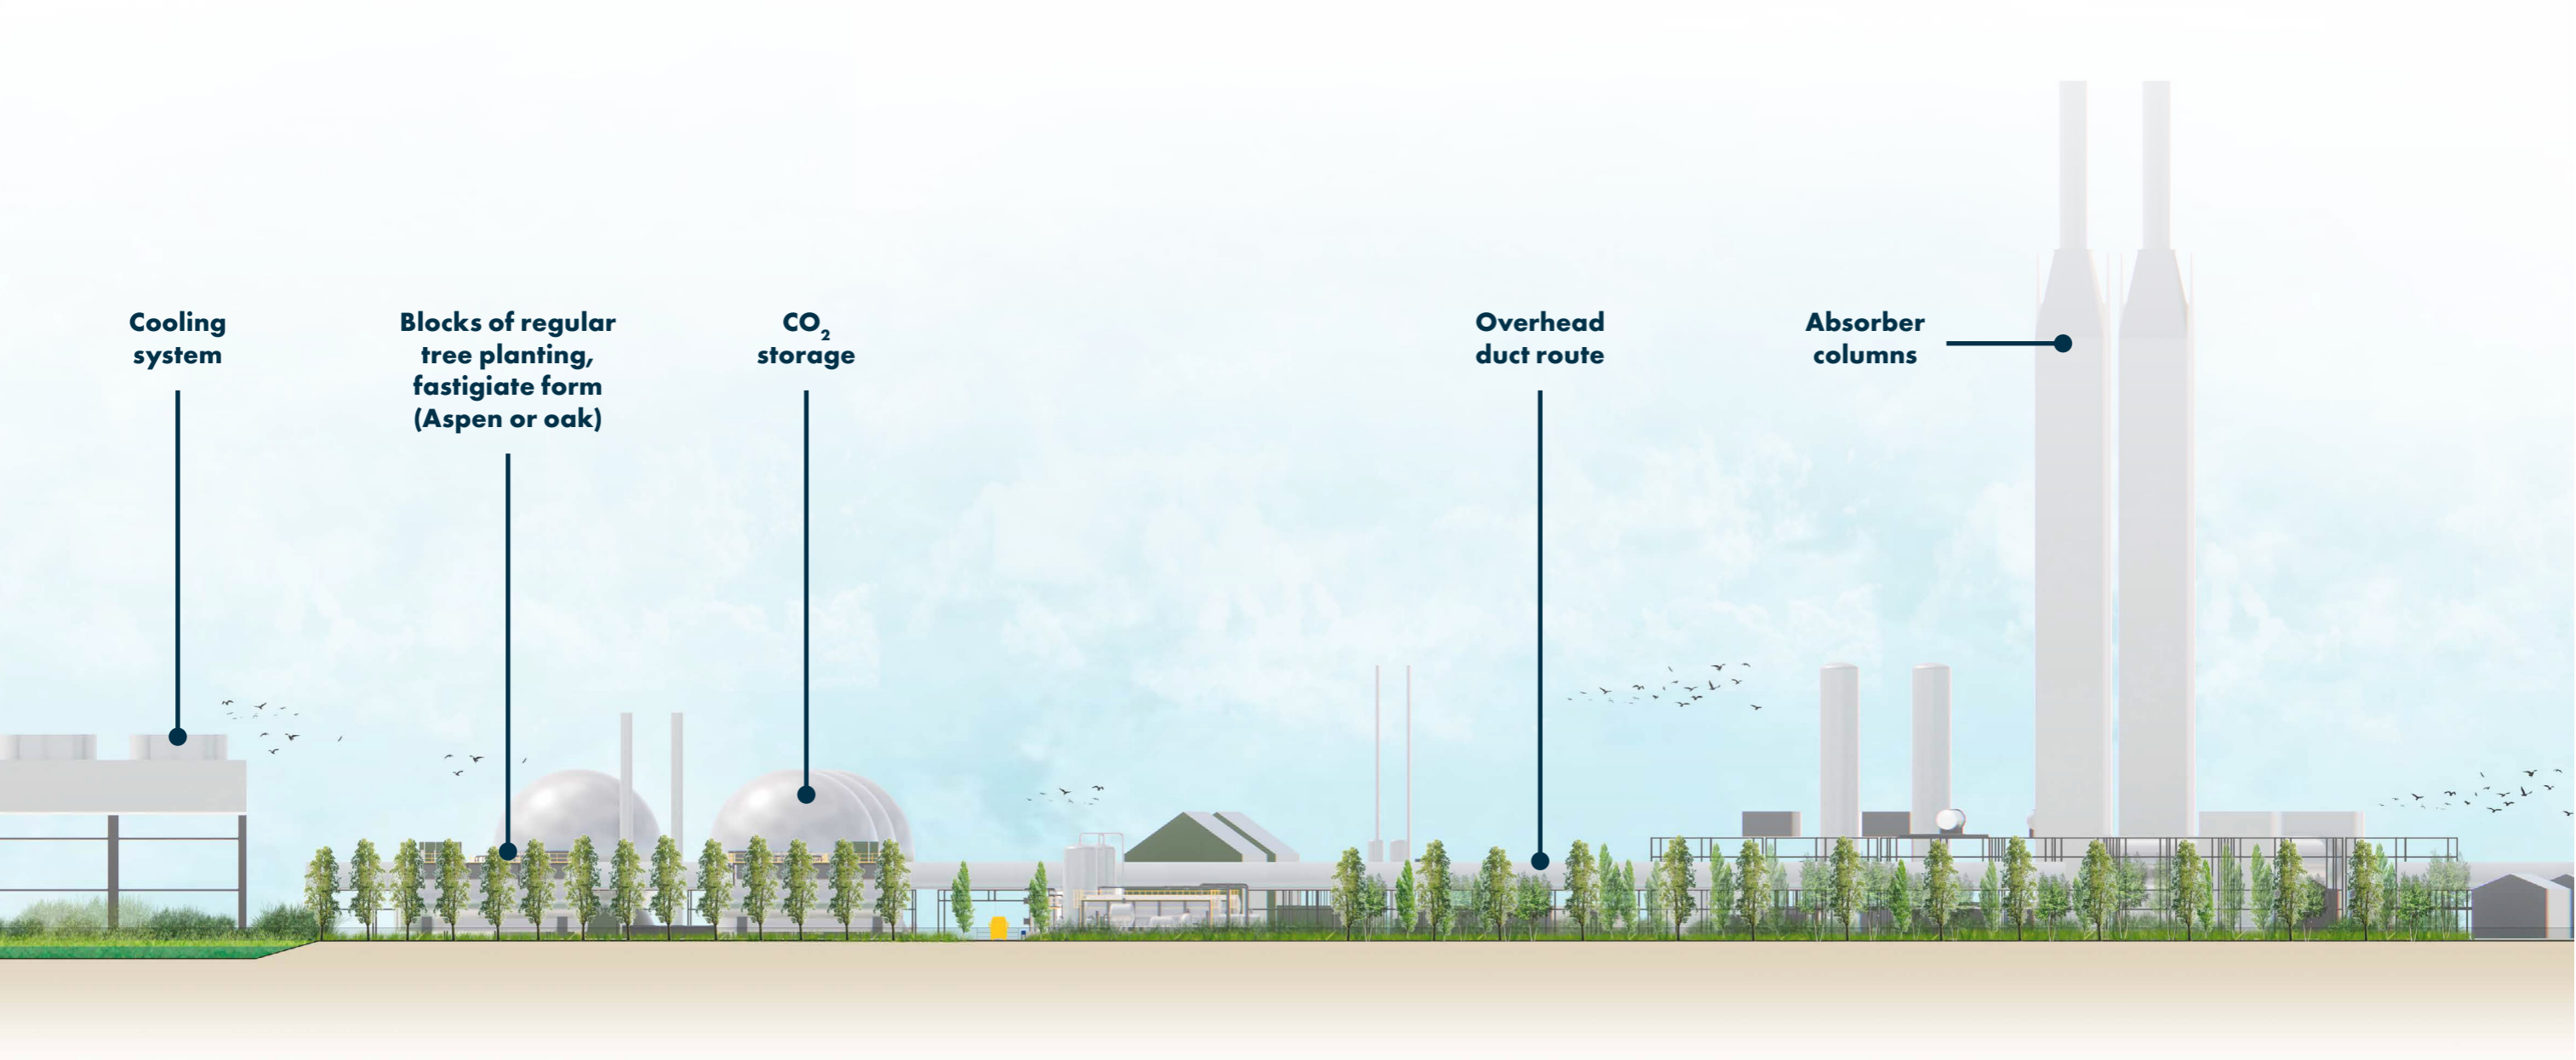 Cooling
system
Blocks of regular
tree planting,
fastigiate form
(Aspen or oak)
CO₂
storage
Overhead
duct route
Absorber
columns